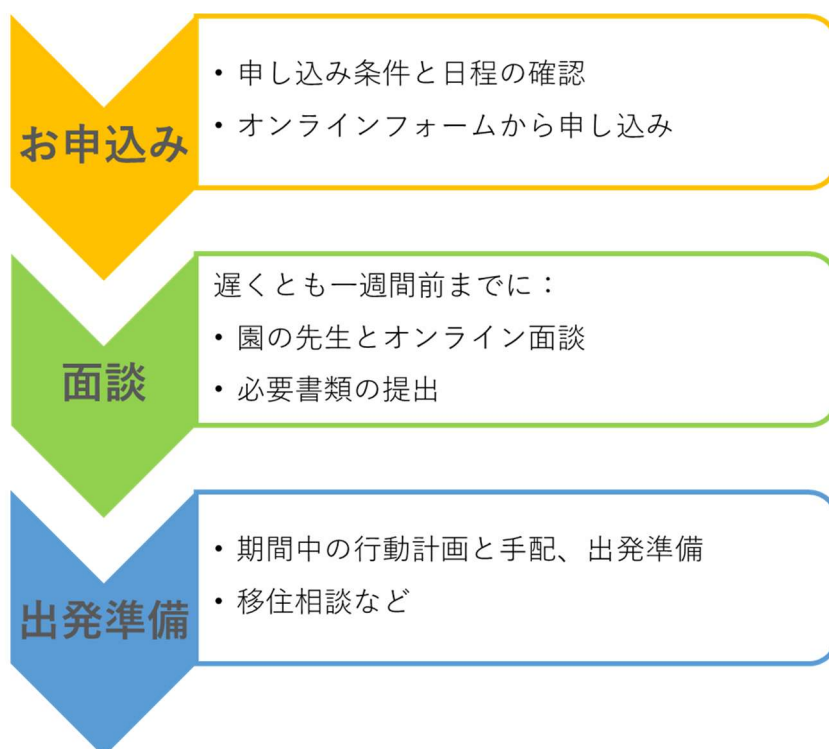 お申込み
・申し込み条件と日程の確認
・オンラインフォームから申し込み
面談
遅くとも一週間前までに：
・園の先生とオンライン面談
・必要書類の提出
出発準備
・期間中の行動計画と手配、出発準備
・移住相談など